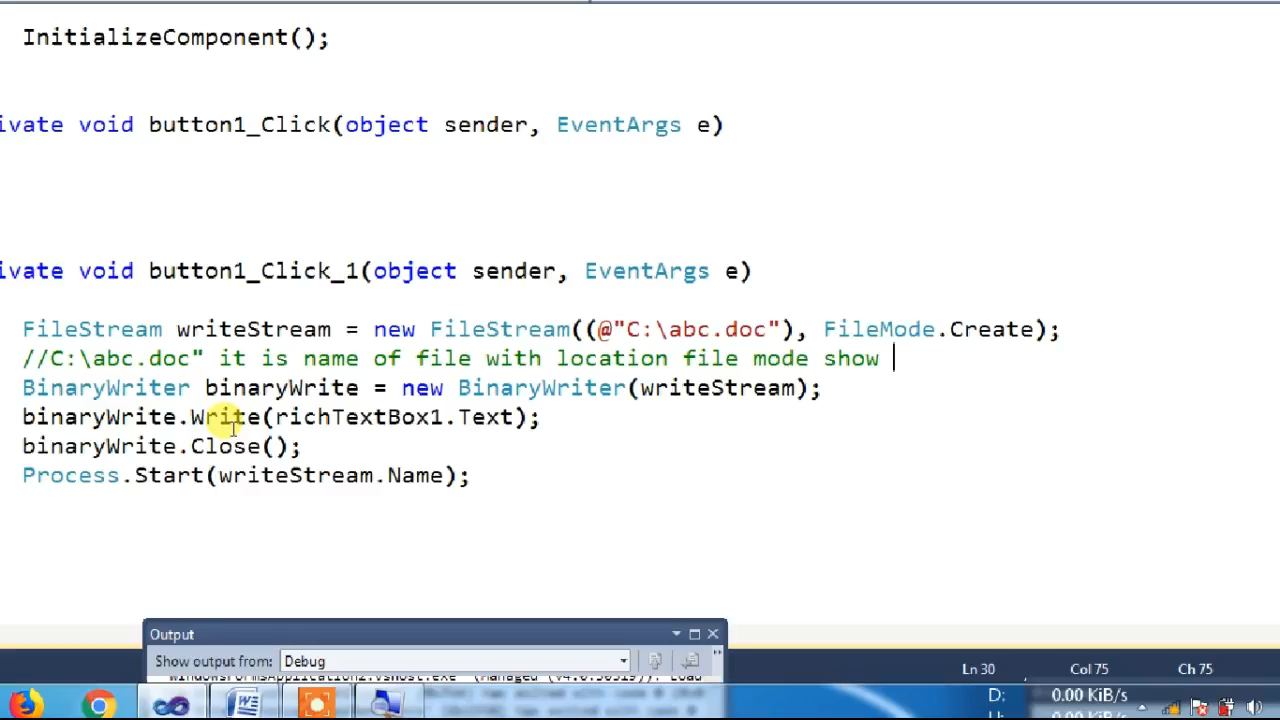 InitializeComponent();
ivate void button1_Click(object sender, EventArgs e)
ivate void button1_Click_1(object sender, EventArgs e)
FileStream writeStream = new FileStream((@"C:\abc.doc"), FileMode.Create);
//C:\abc.doc" it is name of file with location file mode show
BinaryWriter binaryWrite = new BinaryWriter(writeStream);
binaryWrite.Write(richTextBox1.Text);
binaryWrite.Close();
Process.Start(writeStream.Name);
Output
Show output from: Debug
Ln 30 Col 75 Ch 75
D: 0.00 KiB/s
0.00 KiB/s